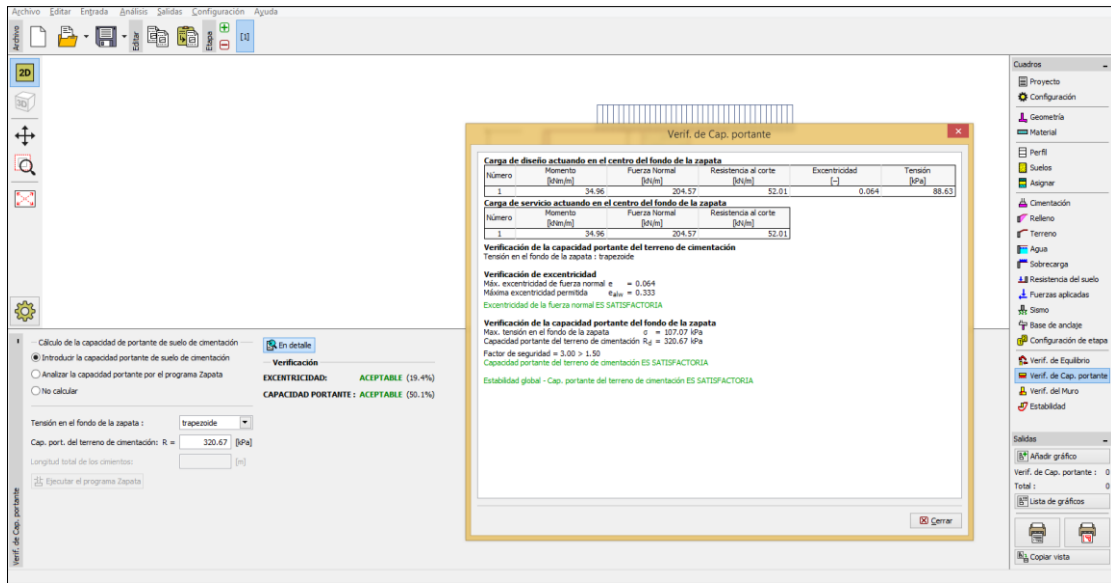 Archivo Editar Entrada Análisis Salidas Configuración Ayuda
Archivo
Editar
Etapa
[1]
2D
3D
Cuadros
Proyecto
Configuración
Geometría
Material
Perfil
Suelos
Asignar
Cimentación
Relleno
Terreno
Agua
Sobrecarga
Resistencia del suelo
Fuerzas aplicadas
Sismo
Base de anclaje
Configuración de etapa
Verif. de Equilibrio
Verif. de Cap. portante
Verif. del Muro
Estabilidad
Salidas
Añadir gráfico
Verif. de Cap. portante : 0
Total : 0
Lista de gráficos
Copiar vista
Verif. de Cap. portante
Carga de diseño actuando en el centro del fondo de la zapata
Número Momento Fuerza Normal Resistencia al corte Excentricidad Tensión
[kNm/m] [kN/m] [kN/m] [–] [kPa]
1 34.96 204.57 52.01 0.064 88.63
Carga de servicio actuando en el centro del fondo de la zapata
Número Momento Fuerza Normal Resistencia al corte
[kNm/m] [kN/m] [kN/m]
1 34.96 204.57 52.01
Verificación de la capacidad portante del terreno de cimentación
Tensión en el fondo de la zapata : trapezoide
Verificación de excentricidad
Máx. excentricidad de fuerza normal e = 0.064
Máxima excentricidad permitida e_alw = 0.333
Excentricidad de la fuerza normal ES SATISFACTORIA
Verificación de la capacidad portante del fondo de la zapata
Max. tensión en el fondo de la zapata σ = 107.07 kPa
Capacidad portante del terreno de cimentación R_d = 320.67 kPa
Factor de seguridad = 3.00 > 1.50
Capacidad portante del terreno de cimentación ES SATISFACTORIA
Estabilidad global - Cap. portante del terreno de cimentación ES SATISFACTORIA
Cerrar
Verif. de Cap. portante
Cálculo de la capacidad de portante de suelo de cimentación
Introducir la capacidad portante de suelo de cimentación
Analizar la capacidad portante por el programa Zapata
No calcular
Tensión en el fondo de la zapata : trapezoide
Cap. port. del terreno de cimentación: R = 320.67 [kPa]
Longitud total de los cimientos: [m]
Ejecutar el programa Zapata
En detalle
Verificación
EXCENTRICIDAD: ACEPTABLE (19.4%)
CAPACIDAD PORTANTE : ACEPTABLE (50.1%)